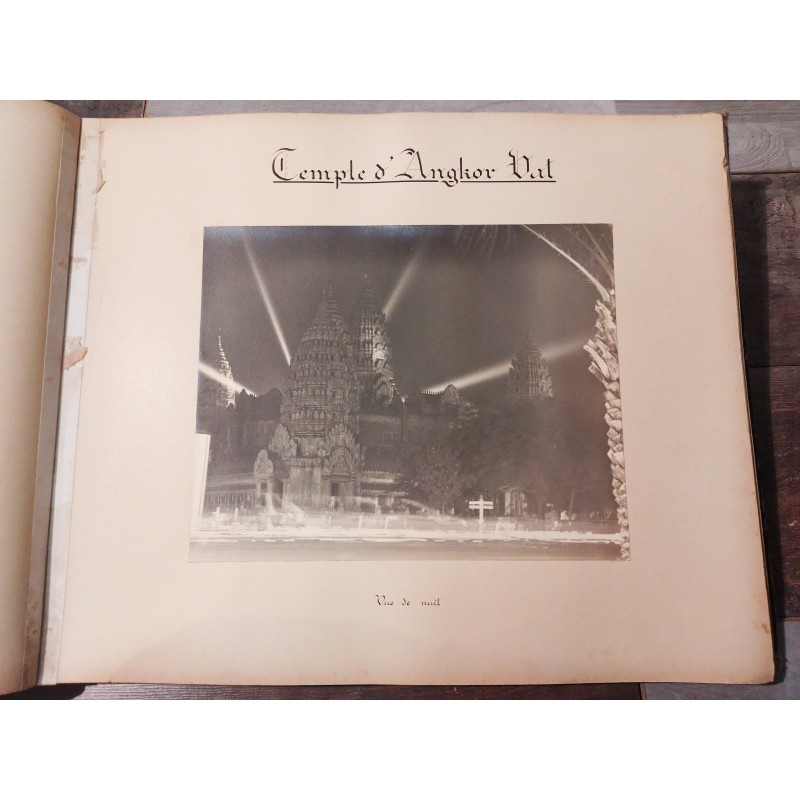 Temple d'Angkor Vat
Vue de nuit